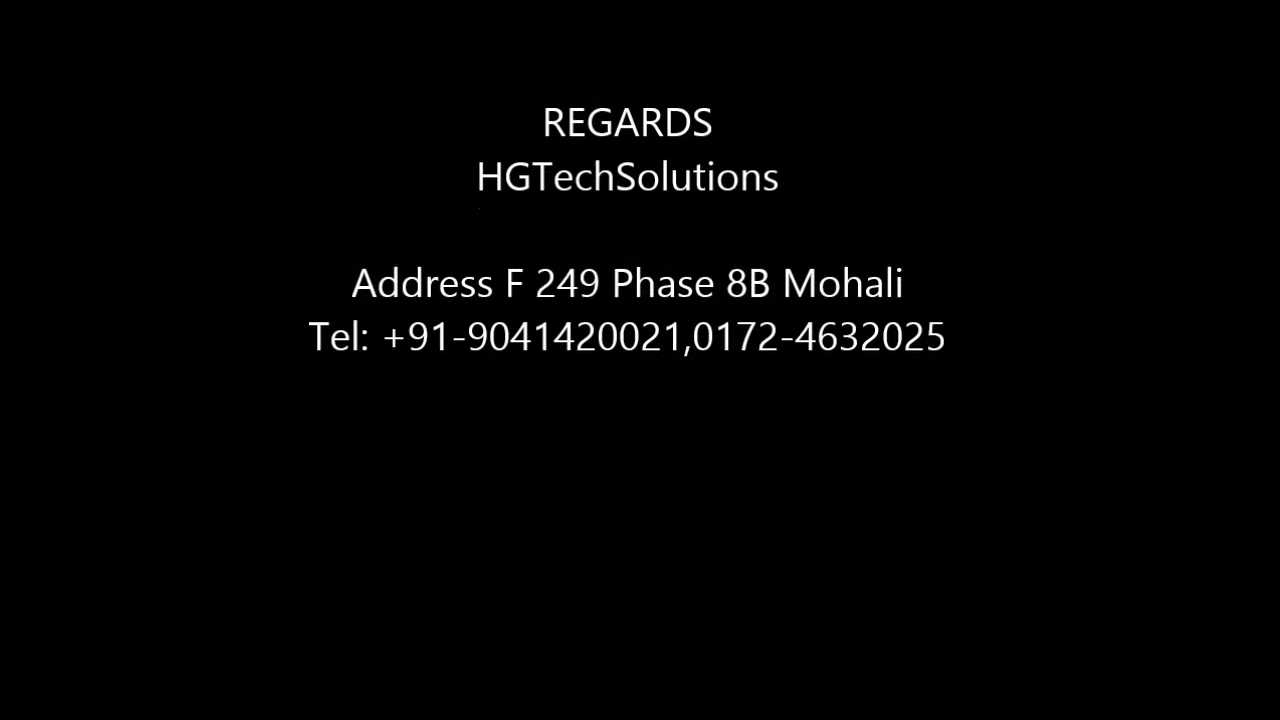 REGARDS
HGTechSolutions
Address F 249 Phase 8B Mohali
Tel: +91-9041420021,0172-4632025